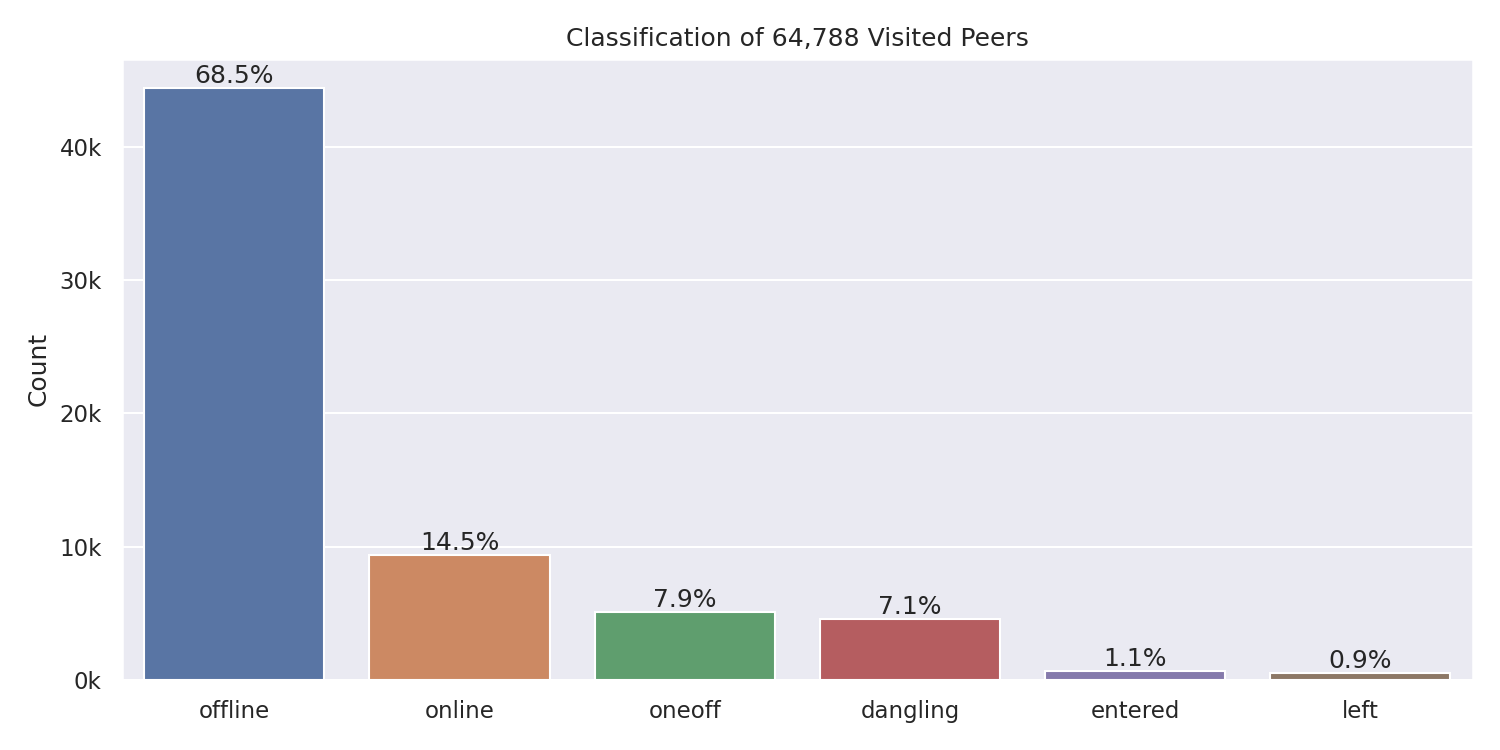 Classification of 64,788 Visited Peers
Count
40k
30k
20k
10k
0k
68.5%
14.5%
7.9%
7.1%
1.1%
0.9%
offline
online
oneoff
dangling
entered
left